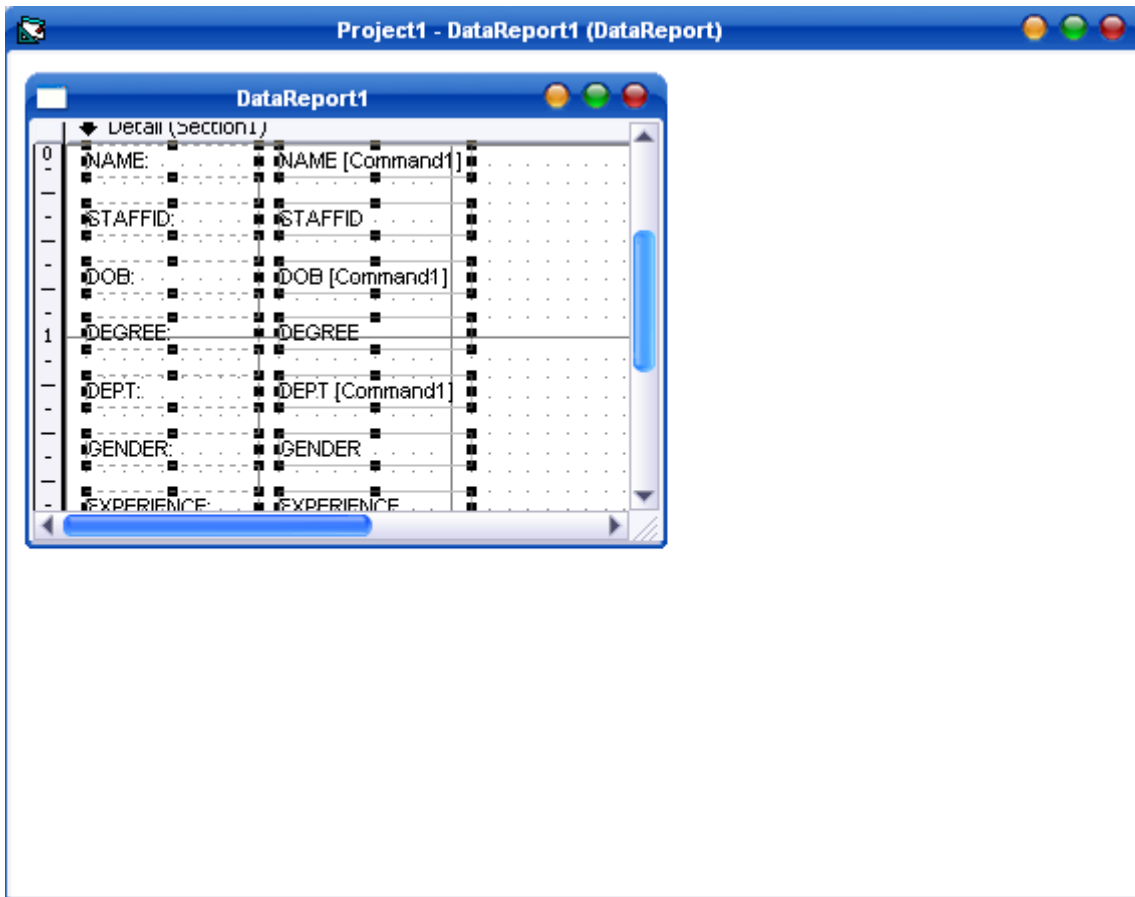 Project1 - DataReport1 (DataReport)
DataReport1
Detail (Section1)
0
NAME: NAME [Command1]
STAFFID: STAFFID
DOB: DOB [Command1]
1
DEGREE: DEGREE
DEPT: DEPT [Command1]
GENDER: GENDER
EXPERIENCE: EXPERIENCE